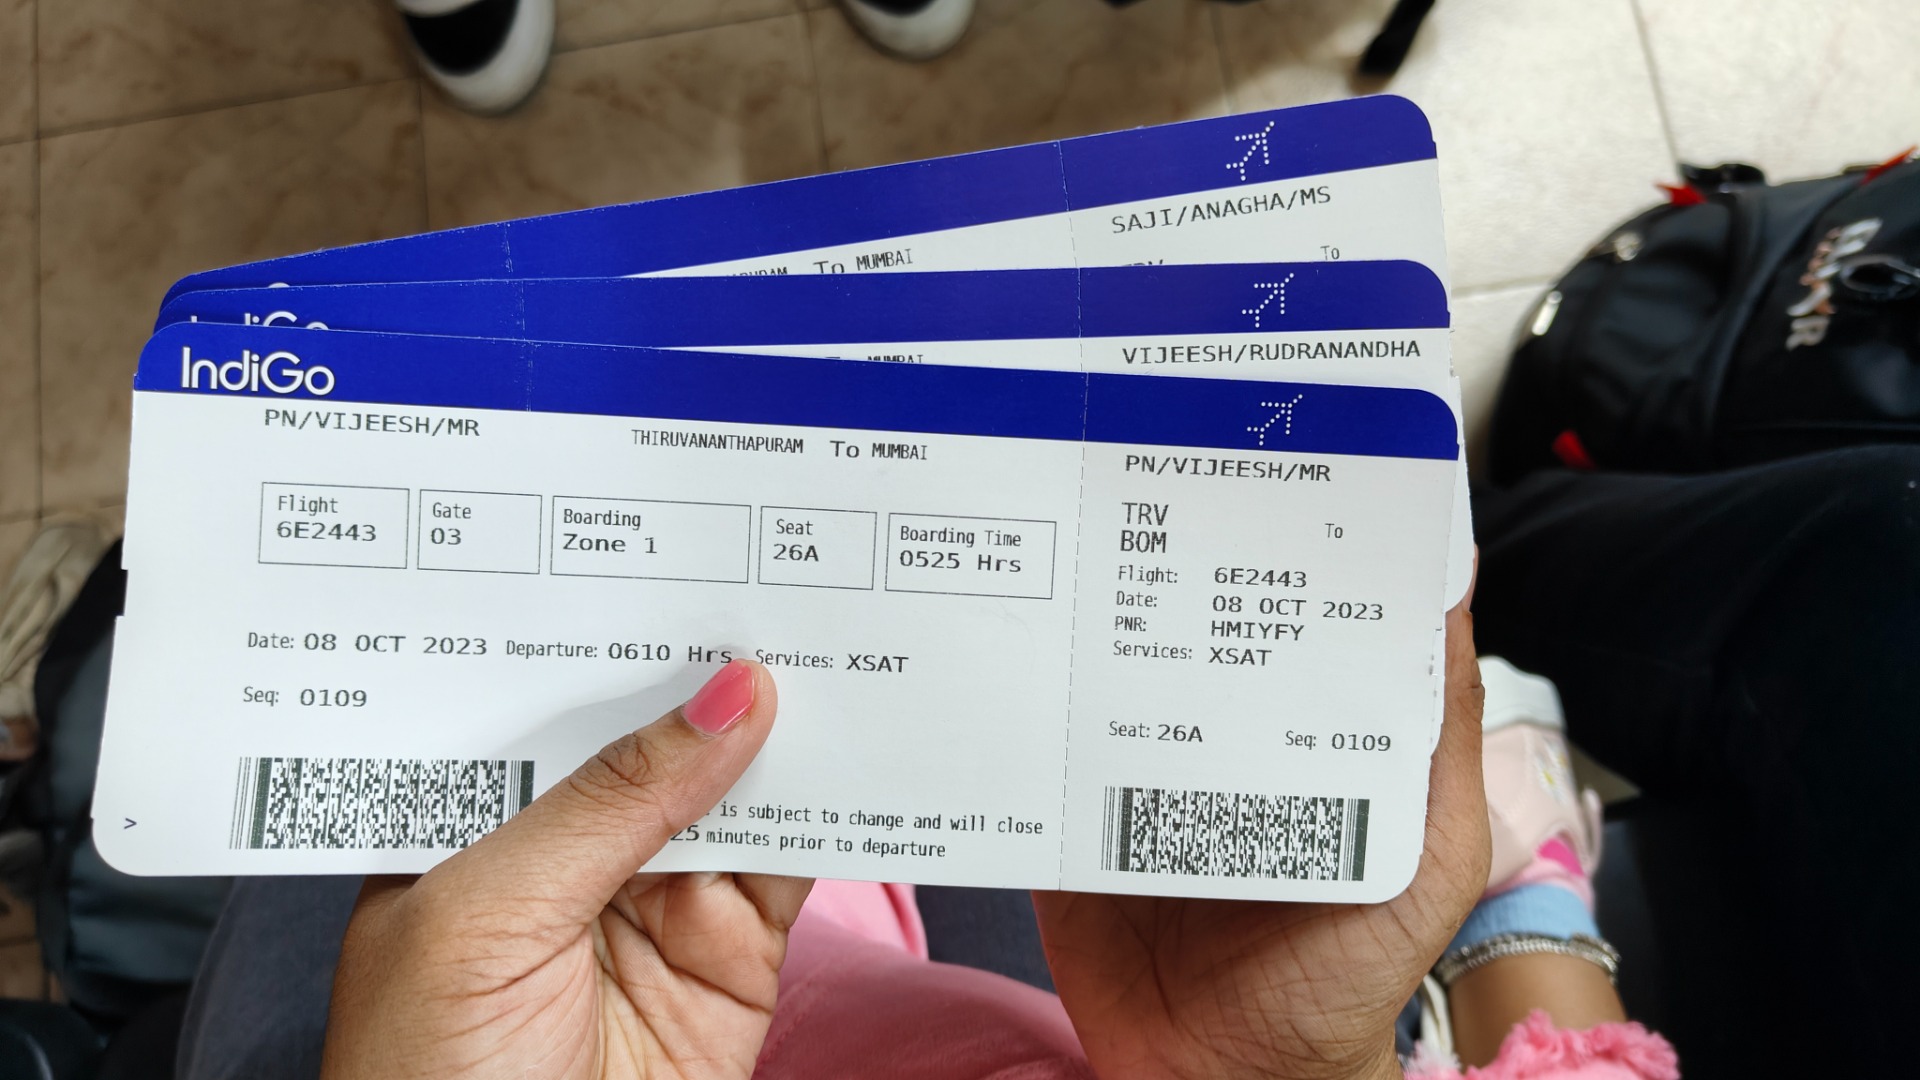 SAJI/ANAGHA/MS
To MUMBAI
To
VIJEESH/RUDRANANDHA
MUMBAI
IndiGo
PN/VIJEESH/MR
THIRUVANANTHAPURAM To MUMBAI
Flight
6E2443
Gate
03
Boarding
Zone 1
Seat
26A
Boarding Time
0525 Hrs
Date: 08 OCT 2023 Departure: 0610 Hrs Services: XSAT
Seq: 0109
>
is subject to change and will close
25 minutes prior to departure
PN/VIJEESH/MR
TRV To
BOM
Flight: 6E2443
Date: 08 OCT 2023
PNR: HMIYFY
Services: XSAT
Seat: 26A Seq: 0109